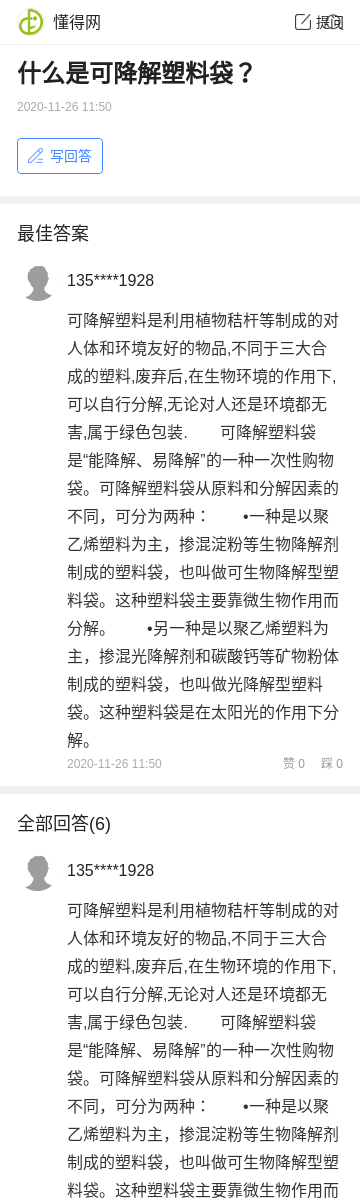 懂得网
提问
什么是可降解塑料袋？
2020-11-26 11:50
写回答
最佳答案
135****1928
可降解塑料是利用植物秸杆等制成的对
人体和环境友好的物品,不同于三大合
成的塑料,废弃后,在生物环境的作用下,
可以自行分解,无论对人还是环境都无
害,属于绿色包装.　　可降解塑料袋
是“能降解、易降解”的一种一次性购物
袋。可降解塑料袋从原料和分解因素的
不同，可分为两种：　　•一种是以聚
乙烯塑料为主，掺混淀粉等生物降解剂
制成的塑料袋，也叫做可生物降解型塑
料袋。这种塑料袋主要靠微生物作用而
分解。　　•另一种是以聚乙烯塑料为
主，掺混光降解剂和碳酸钙等矿物粉体
制成的塑料袋，也叫做光降解型塑料
袋。这种塑料袋是在太阳光的作用下分
解。
2020-11-26 11:50 赞 0 踩 0
全部回答(6)
135****1928
可降解塑料是利用植物秸杆等制成的对
人体和环境友好的物品,不同于三大合
成的塑料,废弃后,在生物环境的作用下,
可以自行分解,无论对人还是环境都无
害,属于绿色包装.　　可降解塑料袋
是“能降解、易降解”的一种一次性购物
袋。可降解塑料袋从原料和分解因素的
不同，可分为两种：　　•一种是以聚
乙烯塑料为主，掺混淀粉等生物降解剂
制成的塑料袋，也叫做可生物降解型塑
料袋。这种塑料袋主要靠微生物作用而